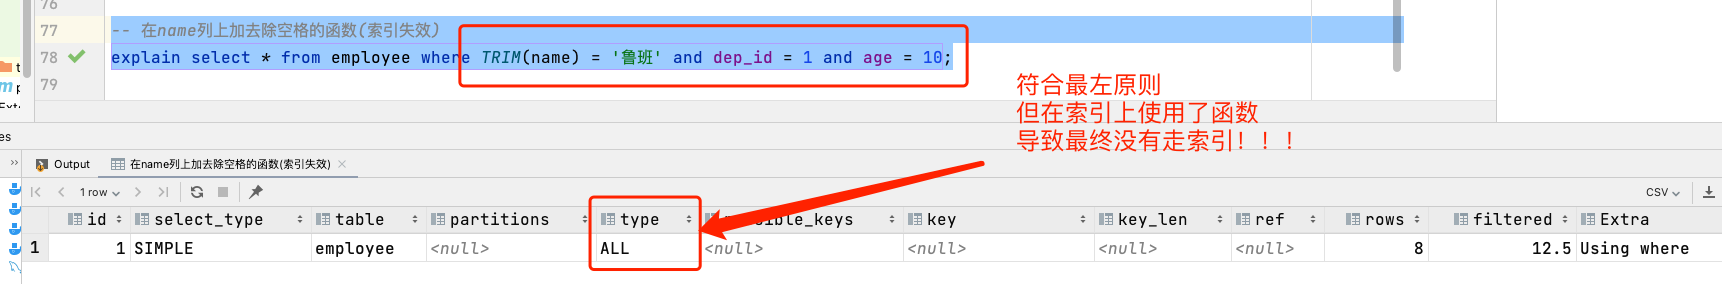 76
77 -- 在name列上加去除空格的函数(索引失效)
78 explain select * from employee where TRIM(name) = '鲁班' and dep_id = 1 and age = 10;
79
符合最左原则
但在索引上使用了函数
导致最终没有走索引！！！
es
Output 在name列上加去除空格的函数(索引失效)
1 row CSV
id select_type table partitions type key key_len ref rows filtered Extra
1 1 SIMPLE employee <null> ALL <null> <null> <null> <null> 8 12.5 Using where